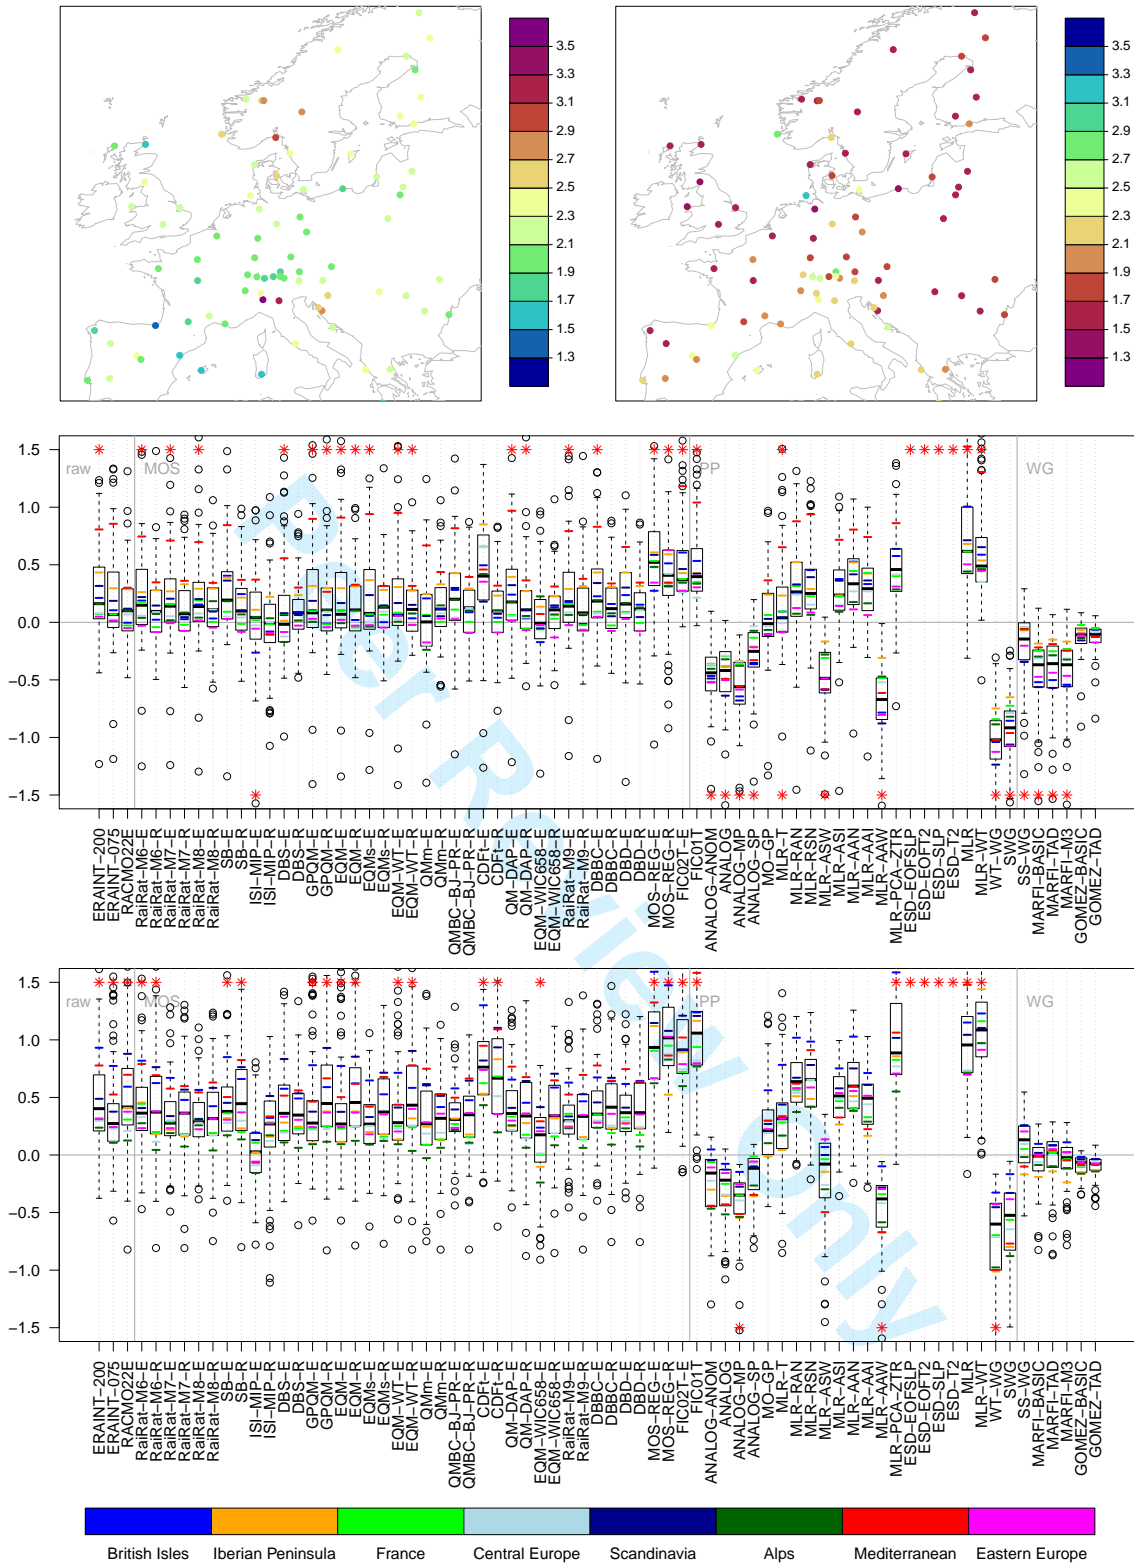 3.5
3.3
3.1
2.9
2.7
2.5
2.3
2.1
1.9
1.7
1.5
1.3
3.5
3.3
3.1
2.9
2.7
2.5
2.3
2.1
1.9
1.7
1.5
1.3
raw
MOS
PP
WG
1.5
1.0
0.5
0.0
−0.5
−1.0
−1.5
ERAINT−200
ERAINT−075
RACMO22E
RaiRat−M6−E
RaiRat−M6−R
RaiRat−M7−E
RaiRat−M7−R
RaiRat−M8−E
RaiRat−M8−R
SB−E
SB−R
ISI−MIP−E
ISI−MIP−R
DBS−E
DBS−R
GPQM−E
GPQM−R
EQM−E
EQM−R
EQMs−E
EQMs−R
EQM−WT−E
EQM−WT−R
QMm−E
QMm−R
QMBC−BJ−PR−E
QMBC−BJ−PR−R
CDFt−E
CDFt−R
QM−DAP−E
QM−DAP−R
EQM−WIC658−E
EQM−WIC658−R
RaiRat−M9−E
RaiRat−M9−R
DBBC−E
DBBC−R
DBD−E
DBD−R
MOS−REG−E
MOS−REG−R
FIC02T−E
FIC01T
ANALOG−ANOM
ANALOG
ANALOG−MP
ANALOG−SP
MO−GP
MLR−T
MLR−RAN
MLR−RSN
MLR−ASW
MLR−ASI
MLR−AAN
MLR−AAI
MLR−AAW
MLR−PCA−ZTR
ESD−EOFSLP
ESD−EOFT2
ESD−SLP
ESD−T2
MLR
MLR−WT
WT−WG
SWG
SS−WG
MARFI−BASIC
MARFI−TAD
MARFI−M3
GOMEZ−BASIC
GOMEZ−TAD
raw
MOS
PP
WG
1.5
1.0
0.5
0.0
−0.5
−1.0
−1.5
ERAINT−200
ERAINT−075
RACMO22E
RaiRat−M6−E
RaiRat−M6−R
RaiRat−M7−E
RaiRat−M7−R
RaiRat−M8−E
RaiRat−M8−R
SB−E
SB−R
ISI−MIP−E
ISI−MIP−R
DBS−E
DBS−R
GPQM−E
GPQM−R
EQM−E
EQM−R
EQMs−E
EQMs−R
EQM−WT−E
EQM−WT−R
QMm−E
QMm−R
QMBC−BJ−PR−E
QMBC−BJ−PR−R
CDFt−E
CDFt−R
QM−DAP−E
QM−DAP−R
EQM−WIC658−E
EQM−WIC658−R
RaiRat−M9−E
RaiRat−M9−R
DBBC−E
DBBC−R
DBD−E
DBD−R
MOS−REG−E
MOS−REG−R
FIC02T−E
FIC01T
ANALOG−ANOM
ANALOG
ANALOG−MP
ANALOG−SP
MO−GP
MLR−T
MLR−RAN
MLR−RSN
MLR−ASW
MLR−ASI
MLR−AAN
MLR−AAI
MLR−AAW
MLR−PCA−ZTR
ESD−EOFSLP
ESD−EOFT2
ESD−SLP
ESD−T2
MLR
MLR−WT
WT−WG
SWG
SS−WG
MARFI−BASIC
MARFI−TAD
MARFI−M3
GOMEZ−BASIC
GOMEZ−TAD
Peer Review Only
British Isles
Iberian Peninsula
France
Central Europe
Scandinavia
Alps
Mediterranean
Eastern Europe